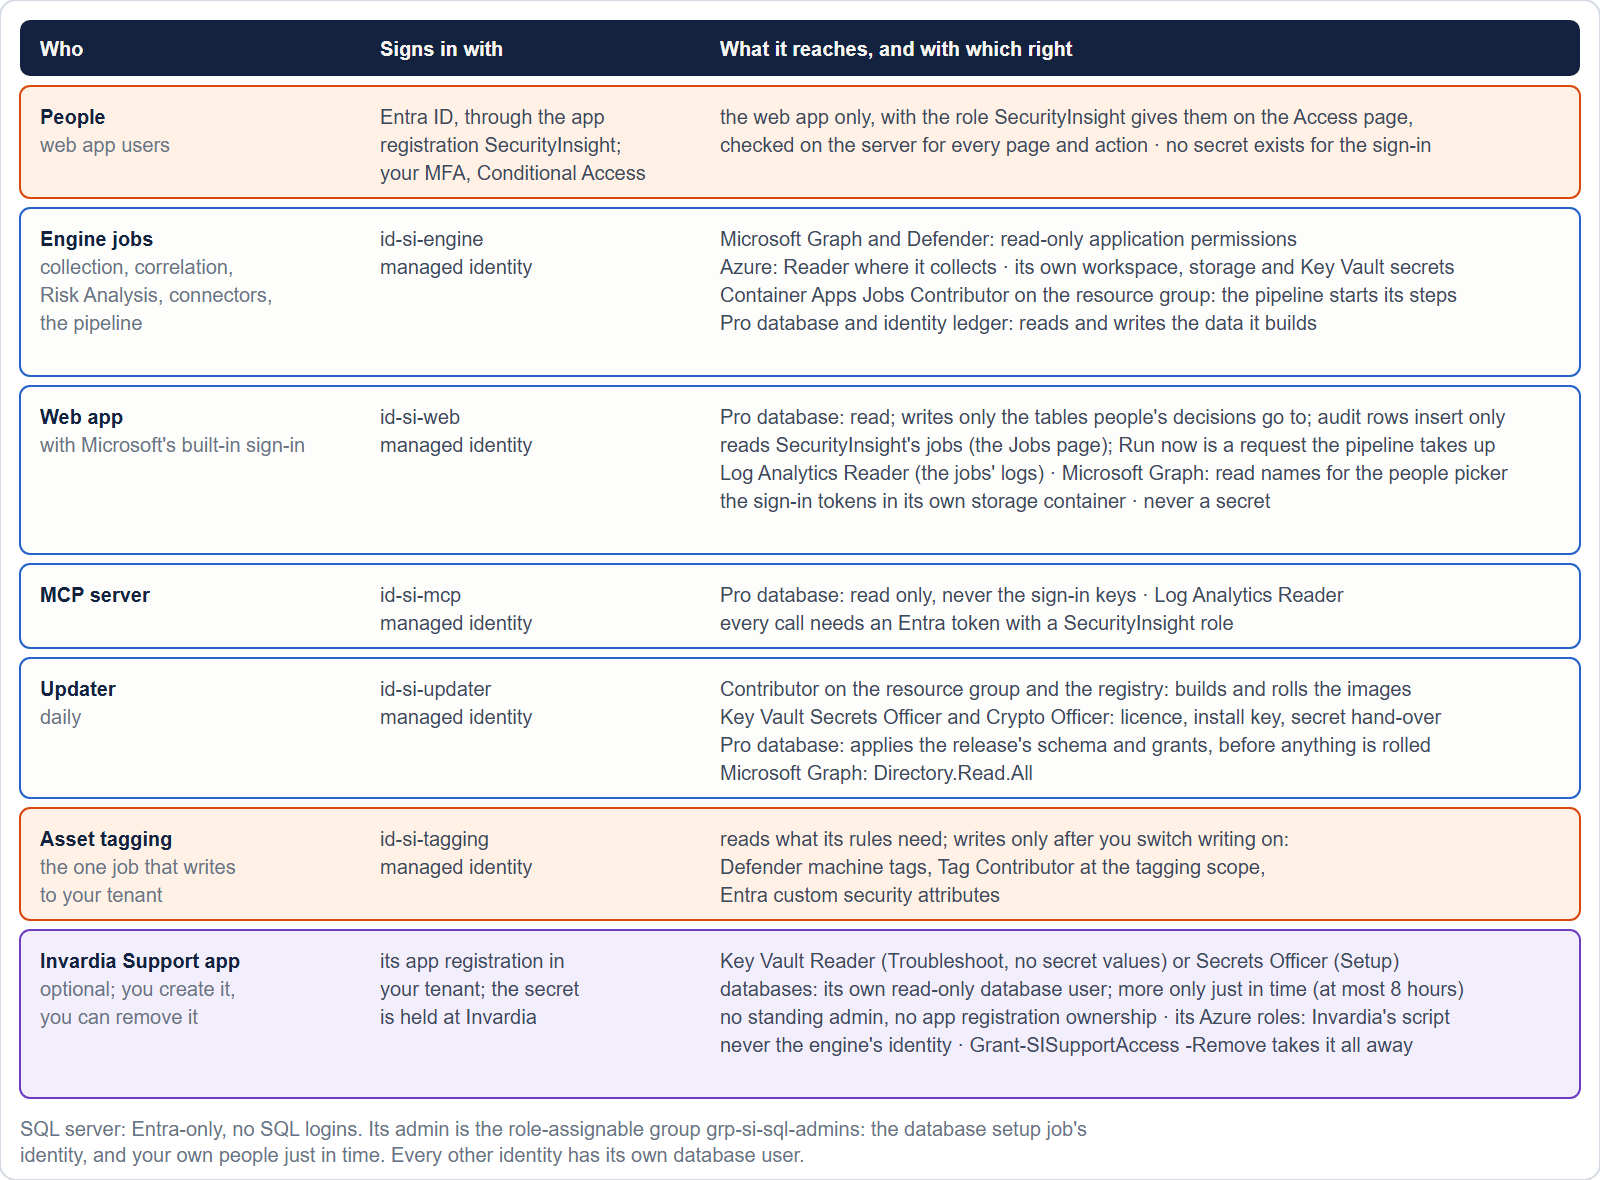 Who
Signs in with
What it reaches, and with which right
People
web app users
Entra ID, through the app
registration SecurityInsight;
your MFA, Conditional Access
the web app only, with the role SecurityInsight gives them on the Access page,
checked on the server for every page and action · no secret exists for the sign-in
Engine jobs
collection, correlation,
Risk Analysis, connectors,
the pipeline
id-si-engine
managed identity
Microsoft Graph and Defender: read-only application permissions
Azure: Reader where it collects · its own workspace, storage and Key Vault secrets
Container Apps Jobs Contributor on the resource group: the pipeline starts its steps
Pro database and identity ledger: reads and writes the data it builds
Web app
with Microsoft's built-in sign-in
id-si-web
managed identity
Pro database: read; writes only the tables people's decisions go to; audit rows insert only
reads SecurityInsight's jobs (the Jobs page); Run now is a request the pipeline takes up
Log Analytics Reader (the jobs' logs) · Microsoft Graph: read names for the people picker
the sign-in tokens in its own storage container · never a secret
MCP server
id-si-mcp
managed identity
Pro database: read only, never the sign-in keys · Log Analytics Reader
every call needs an Entra token with a SecurityInsight role
Updater
daily
id-si-updater
managed identity
Contributor on the resource group and the registry: builds and rolls the images
Key Vault Secrets Officer and Crypto Officer: licence, install key, secret hand-over
Pro database: applies the release's schema and grants, before anything is rolled
Microsoft Graph: Directory.Read.All
Asset tagging
the one job that writes
to your tenant
id-si-tagging
managed identity
reads what its rules need; writes only after you switch writing on:
Defender machine tags, Tag Contributor at the tagging scope,
Entra custom security attributes
Invardia Support app
optional; you create it,
you can remove it
its app registration in
your tenant; the secret
is held at Invardia
Key Vault Reader (Troubleshoot, no secret values) or Secrets Officer (Setup)
databases: its own read-only database user; more only just in time (at most 8 hours)
no standing admin, no app registration ownership · its Azure roles: Invardia's script
never the engine's identity · Grant-SISupportAccess -Remove takes it all away
SQL server: Entra-only, no SQL logins. Its admin is the role-assignable group grp-si-sql-admins: the database setup job's
identity, and your own people just in time. Every other identity has its own database user.